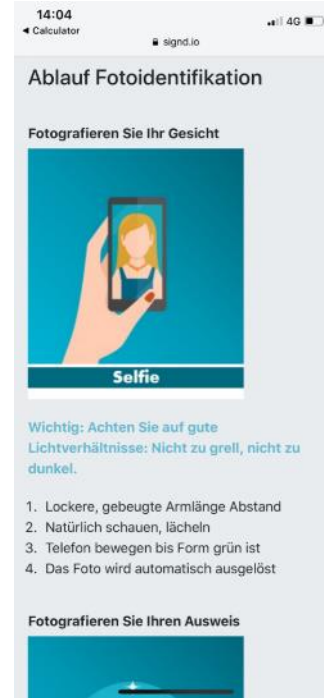 14:04
◄ Calculator
4G
signd.io
Ablauf Fotoidentifikation
Fotografieren Sie Ihr Gesicht
Selfie
Wichtig: Achten Sie auf gute
Lichtverhältnisse: Nicht zu grell, nicht zu
dunkel.
1. Lockere, gebeugte Armlänge Abstand
2. Natürlich schauen, lächeln
3. Telefon bewegen bis Form grün ist
4. Das Foto wird automatisch ausgelöst
Fotografieren Sie Ihren Ausweis